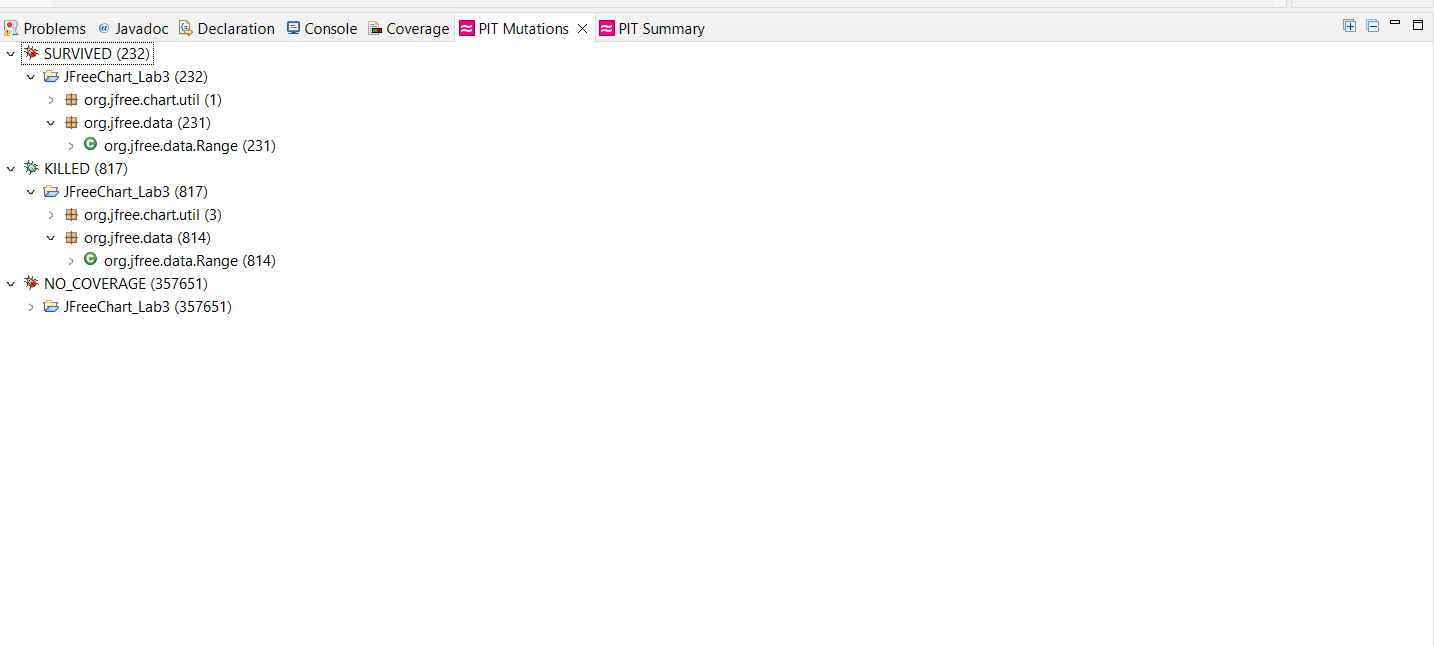 Problems @ Javadoc Declaration Console Coverage PIT Mutations PIT Summary
SURVIVED (232)
JFreeChart_Lab3 (232)
org.jfree.chart.util (1)
org.jfree.data (231)
org.jfree.data.Range (231)
KILLED (817)
JFreeChart_Lab3 (817)
org.jfree.chart.util (3)
org.jfree.data (814)
org.jfree.data.Range (814)
NO_COVERAGE (357651)
JFreeChart_Lab3 (357651)